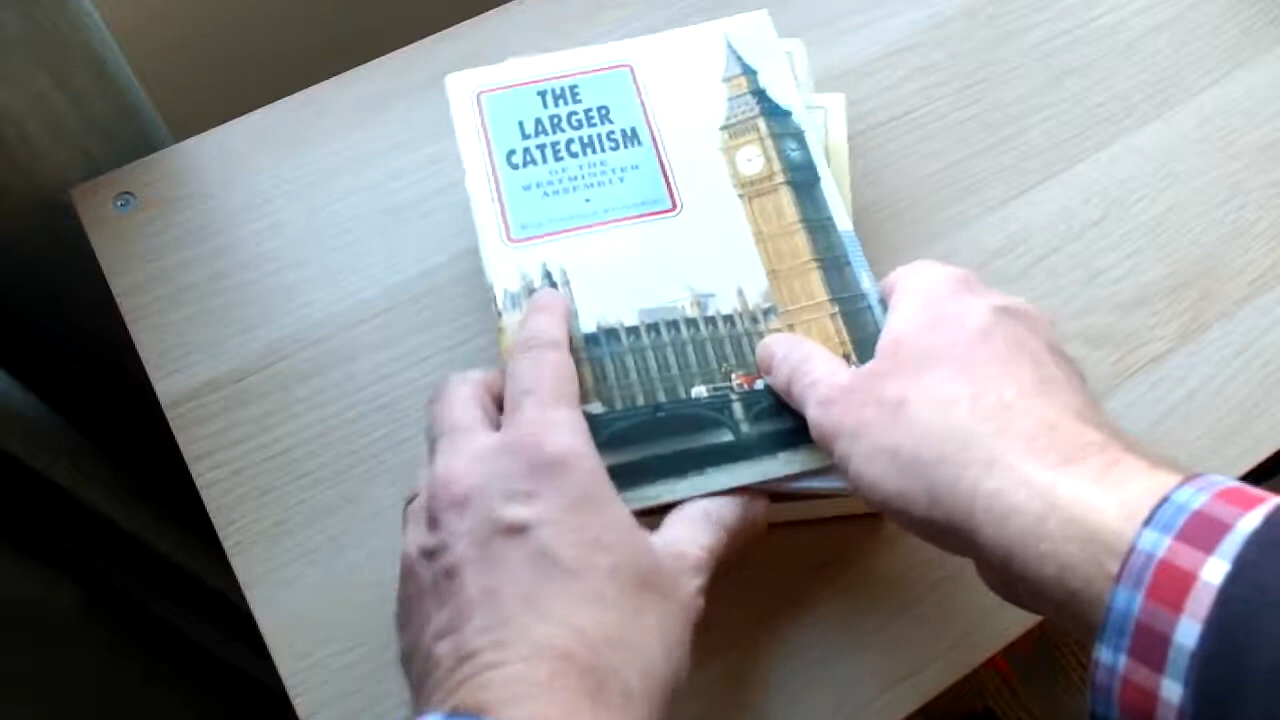 THE
LARGER
CATECHISM
OF THE
WESTMINSTER
ASSEMBLY